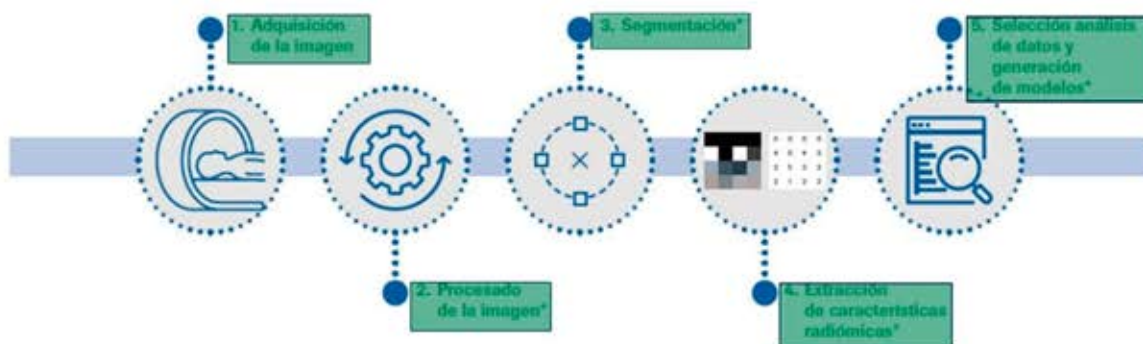 1. Adquisición
de la imagen
2. Procesado
de la imagen*
3. Segmentación*
4. Extracción
de características
radiómicas*
5. Selección análisis
de datos y
generación
de modelos*